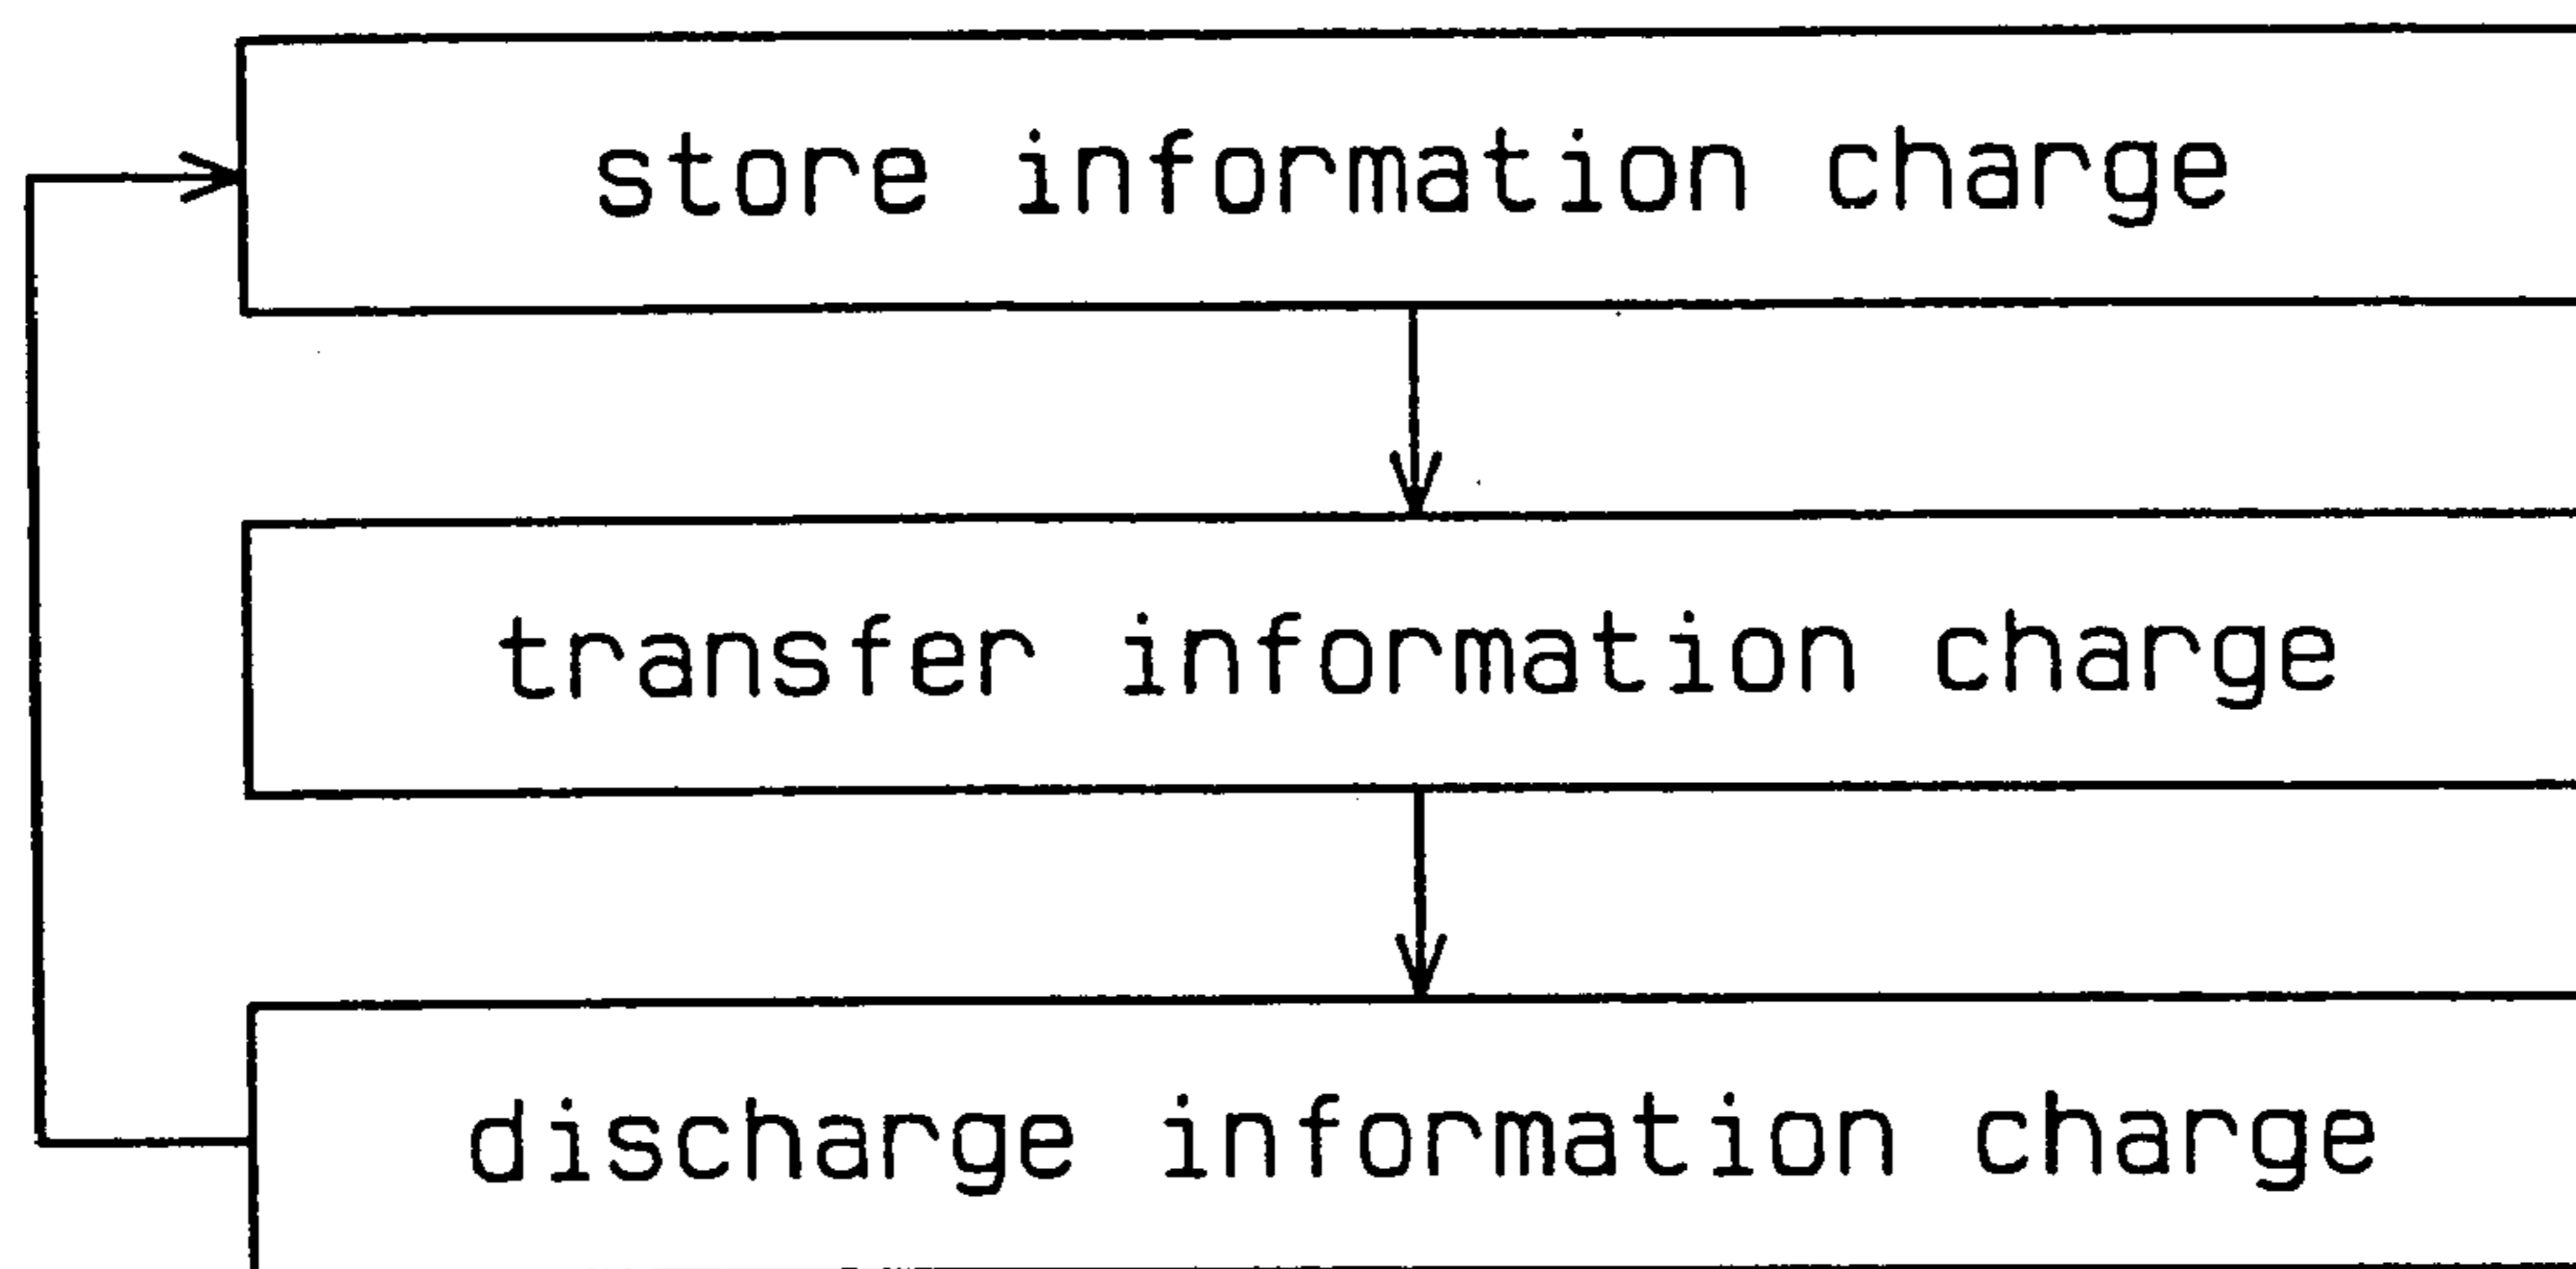 store information charge
transfer information charge
discharge information charge